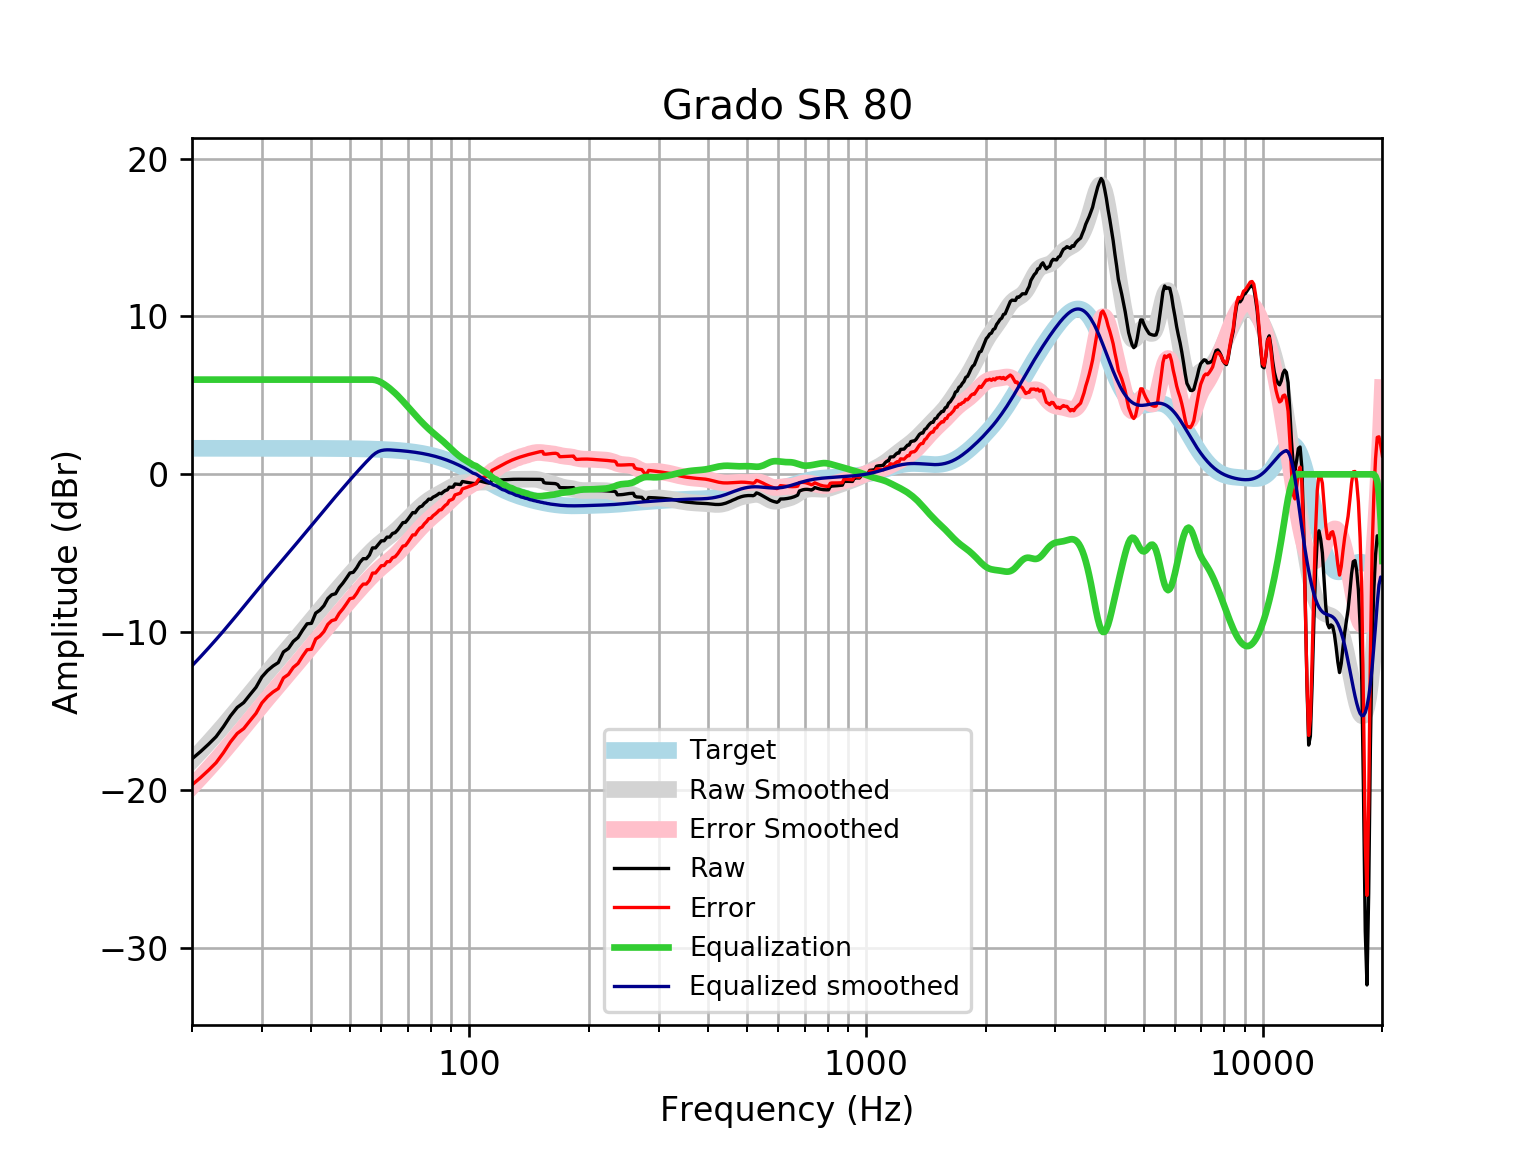 Grado SR 80
20
10
0
−10
−20
−30
Amplitude (dBr)
Target
Raw Smoothed
Error Smoothed
Raw
Error
Equalization
Equalized smoothed
100
1000
10000
Frequency (Hz)